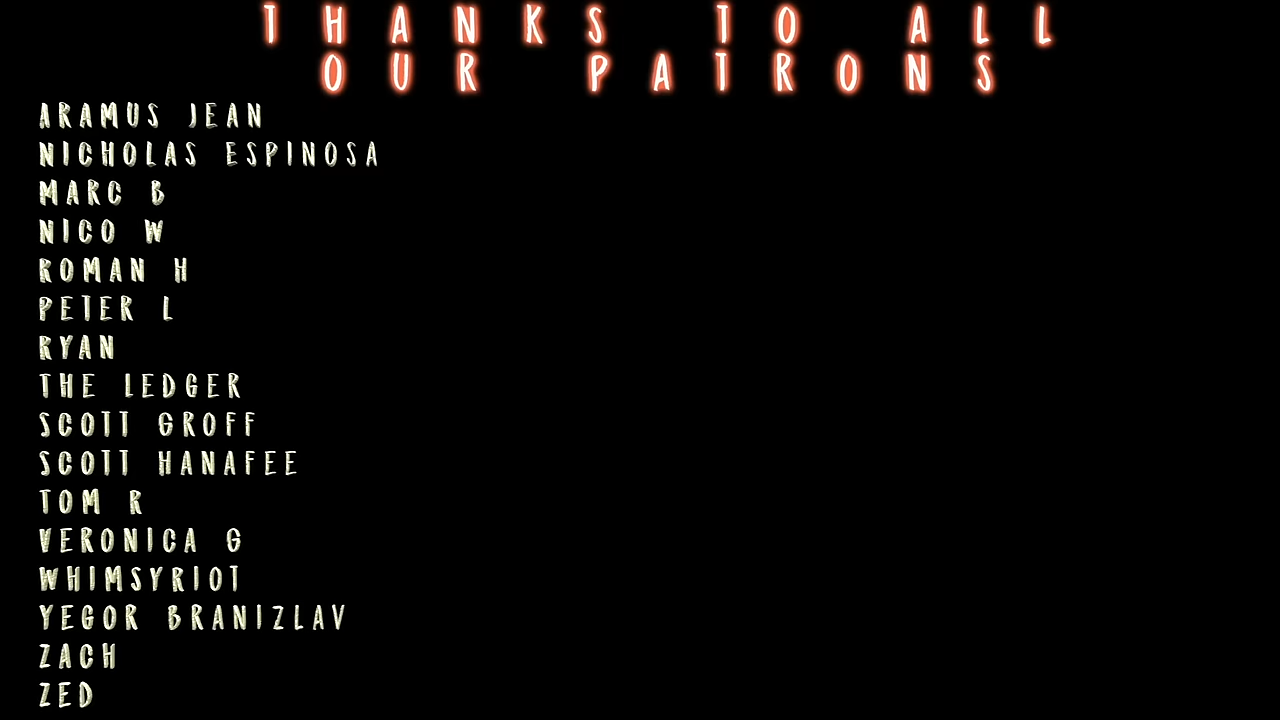 THANKS TO ALL
OUR PATRONS
ARAMUS JEAN
NICHOLAS ESPINOSA
MARC B
NICO W
ROMAN H
PETER L
RYAN
THE LEDGER
SCOTT GROFF
SCOTT HANAFEE
TOM R
VERONICA G
WHIMSYRIOT
YEGOR BRANIZLAV
ZACH
ZED